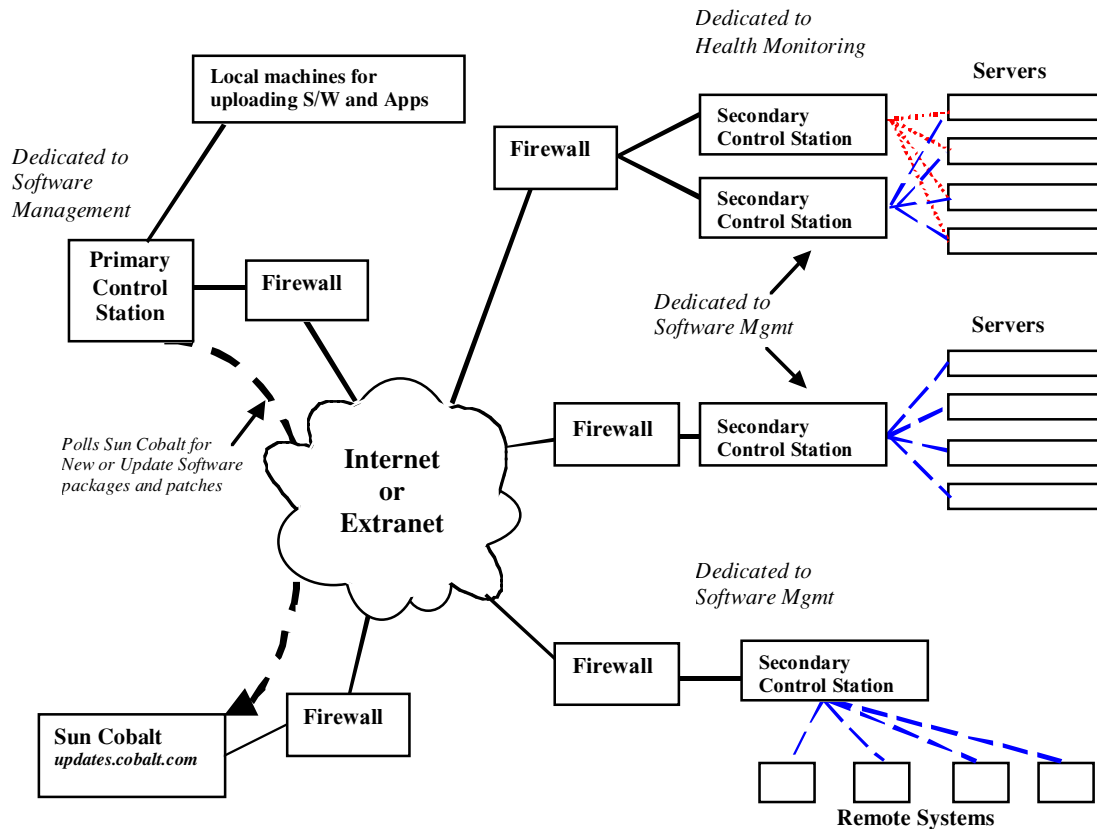 Dedicated to
Health Monitoring
Servers
Local machines for
uploading S/W and Apps
Secondary
Control Station
Firewall
Dedicated to
Software
Management
Secondary
Control Station
Primary
Control
Station
Firewall
Dedicated to
Software Mgmt
Servers
Polls Sun Cobalt for
New or Update Software
packages and patches
Internet
or
Extranet
Firewall
Secondary
Control Station
Dedicated to
Software Mgmt
Firewall
Secondary
Control Station
Sun Cobalt
updates.cobalt.com
Firewall
Remote Systems